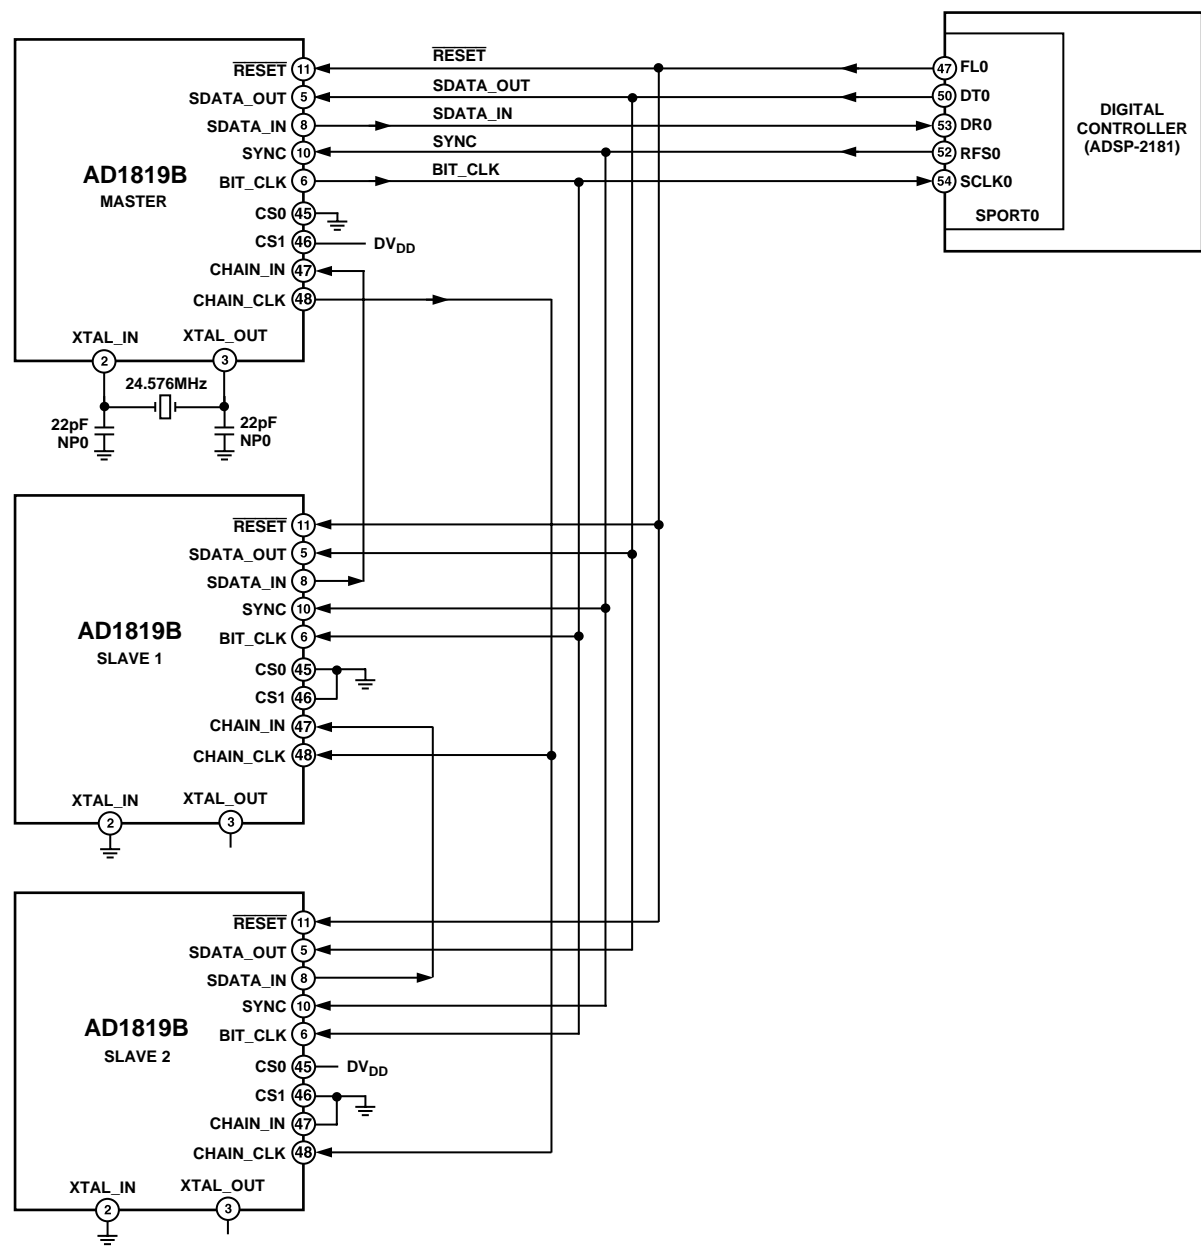 RESET 11 RESET 47 FL0
SDATA_OUT 5 SDATA_OUT 50 DT0
SDATA_IN 8 SDATA_IN 53 DR0
SYNC 10 SYNC 52 RFS0
BIT_CLK 6 BIT_CLK 54 SCLK0
SPORT0
DIGITAL
CONTROLLER
(ADSP-2181)
AD1819B
MASTER
CS0 45
CS1 46 DVDD
CHAIN_IN 47
CHAIN_CLK 48
XTAL_IN XTAL_OUT
2 3
24.576MHz
22pF
NP0
22pF
NP0
RESET 11
SDATA_OUT 5
SDATA_IN 8
SYNC 10
AD1819B
SLAVE 1
BIT_CLK 6
CS0 45
CS1 46
CHAIN_IN 47
CHAIN_CLK 48
XTAL_IN XTAL_OUT
2 3
RESET 11
SDATA_OUT 5
SDATA_IN 8
SYNC 10
AD1819B
SLAVE 2
BIT_CLK 6
CS0 45 DVDD
CS1 46
CHAIN_IN 47
CHAIN_CLK 48
XTAL_IN XTAL_OUT
2 3